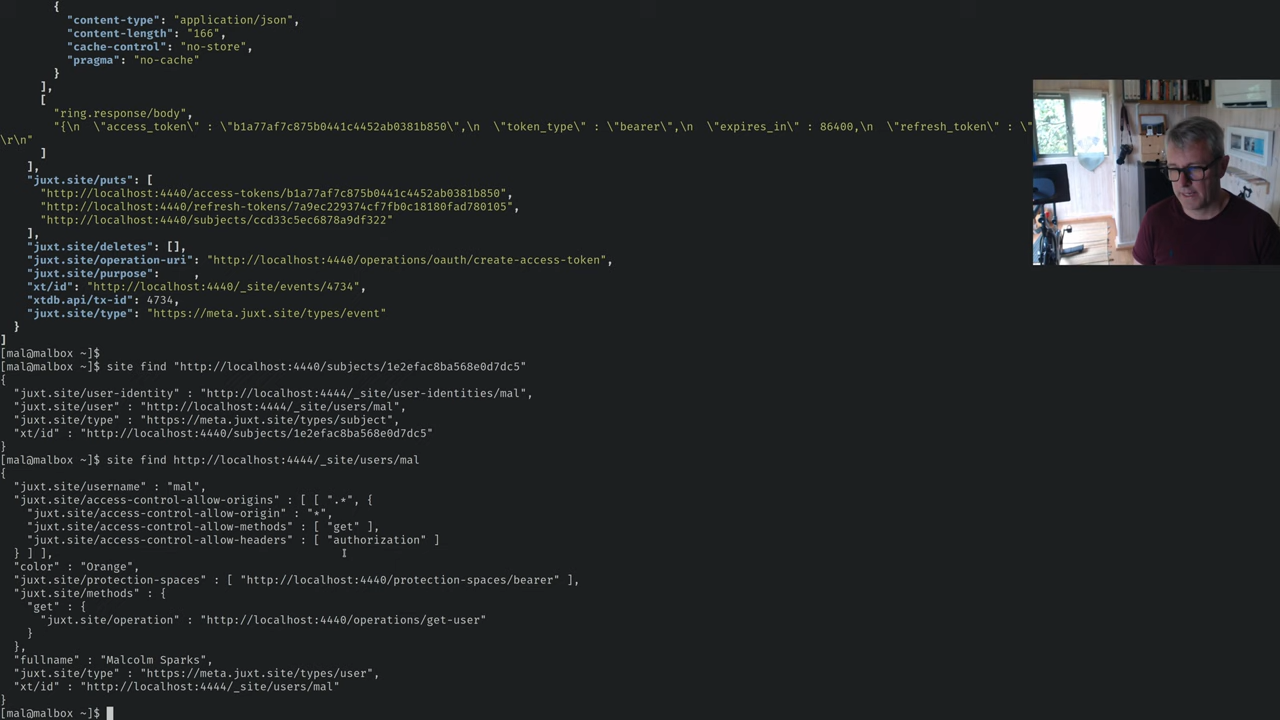 {
"content-type": "application/json",
"content-length": "166",
"cache-control": "no-store",
"pragma": "no-cache"
}
],
[
"ring.response/body",
"{\n  \"access_token\" : \"b1a77af7c875b0441c4452ab0381b850\",\n  \"token_type\" : \"bearer\",\n  \"expires_in\" : 86400,\n  \"refresh_token\" : \"
\r\n"
]
],
"juxt.site/puts": [
"http://localhost:4440/access-tokens/b1a77af7c875b0441c4452ab0381b850",
"http://localhost:4440/refresh-tokens/7a9ec229374cf7fb0c18180fad780105",
"http://localhost:4440/subjects/ccd33c5ec6878a9df322"
],
"juxt.site/deletes": [],
"juxt.site/operation-uri": "http://localhost:4440/operations/oauth/create-access-token",
"juxt.site/purpose":     ,
"xt/id": "http://localhost:4440/_site/events/4734",
"xtdb.api/tx-id": 4734,
"juxt.site/type": "https://meta.juxt.site/types/event"
}
]
[mal@malbox ~]$
[mal@malbox ~]$ site find "http://localhost:4440/subjects/1e2efac8ba568e0d7dc5"
{
"juxt.site/user-identity" : "http://localhost:4444/_site/user-identities/mal",
"juxt.site/user" : "http://localhost:4444/_site/users/mal",
"juxt.site/type" : "https://meta.juxt.site/types/subject",
"xt/id" : "http://localhost:4440/subjects/1e2efac8ba568e0d7dc5"
}
[mal@malbox ~]$ site find http://localhost:4444/_site/users/mal
{
"juxt.site/username" : "mal",
"juxt.site/access-control-allow-origins" : [ [ ".*", {
"juxt.site/access-control-allow-origin" : "*",
"juxt.site/access-control-allow-methods" : [ "get" ],
"juxt.site/access-control-allow-headers" : [ "authorization" ]
} ] ],
"color" : "Orange",
"juxt.site/protection-spaces" : [ "http://localhost:4440/protection-spaces/bearer" ],
"juxt.site/methods" : {
"get" : {
"juxt.site/operation" : "http://localhost:4440/operations/get-user"
}
},
"fullname" : "Malcolm Sparks",
"juxt.site/type" : "https://meta.juxt.site/types/user",
"xt/id" : "http://localhost:4444/_site/users/mal"
}
[mal@malbox ~]$